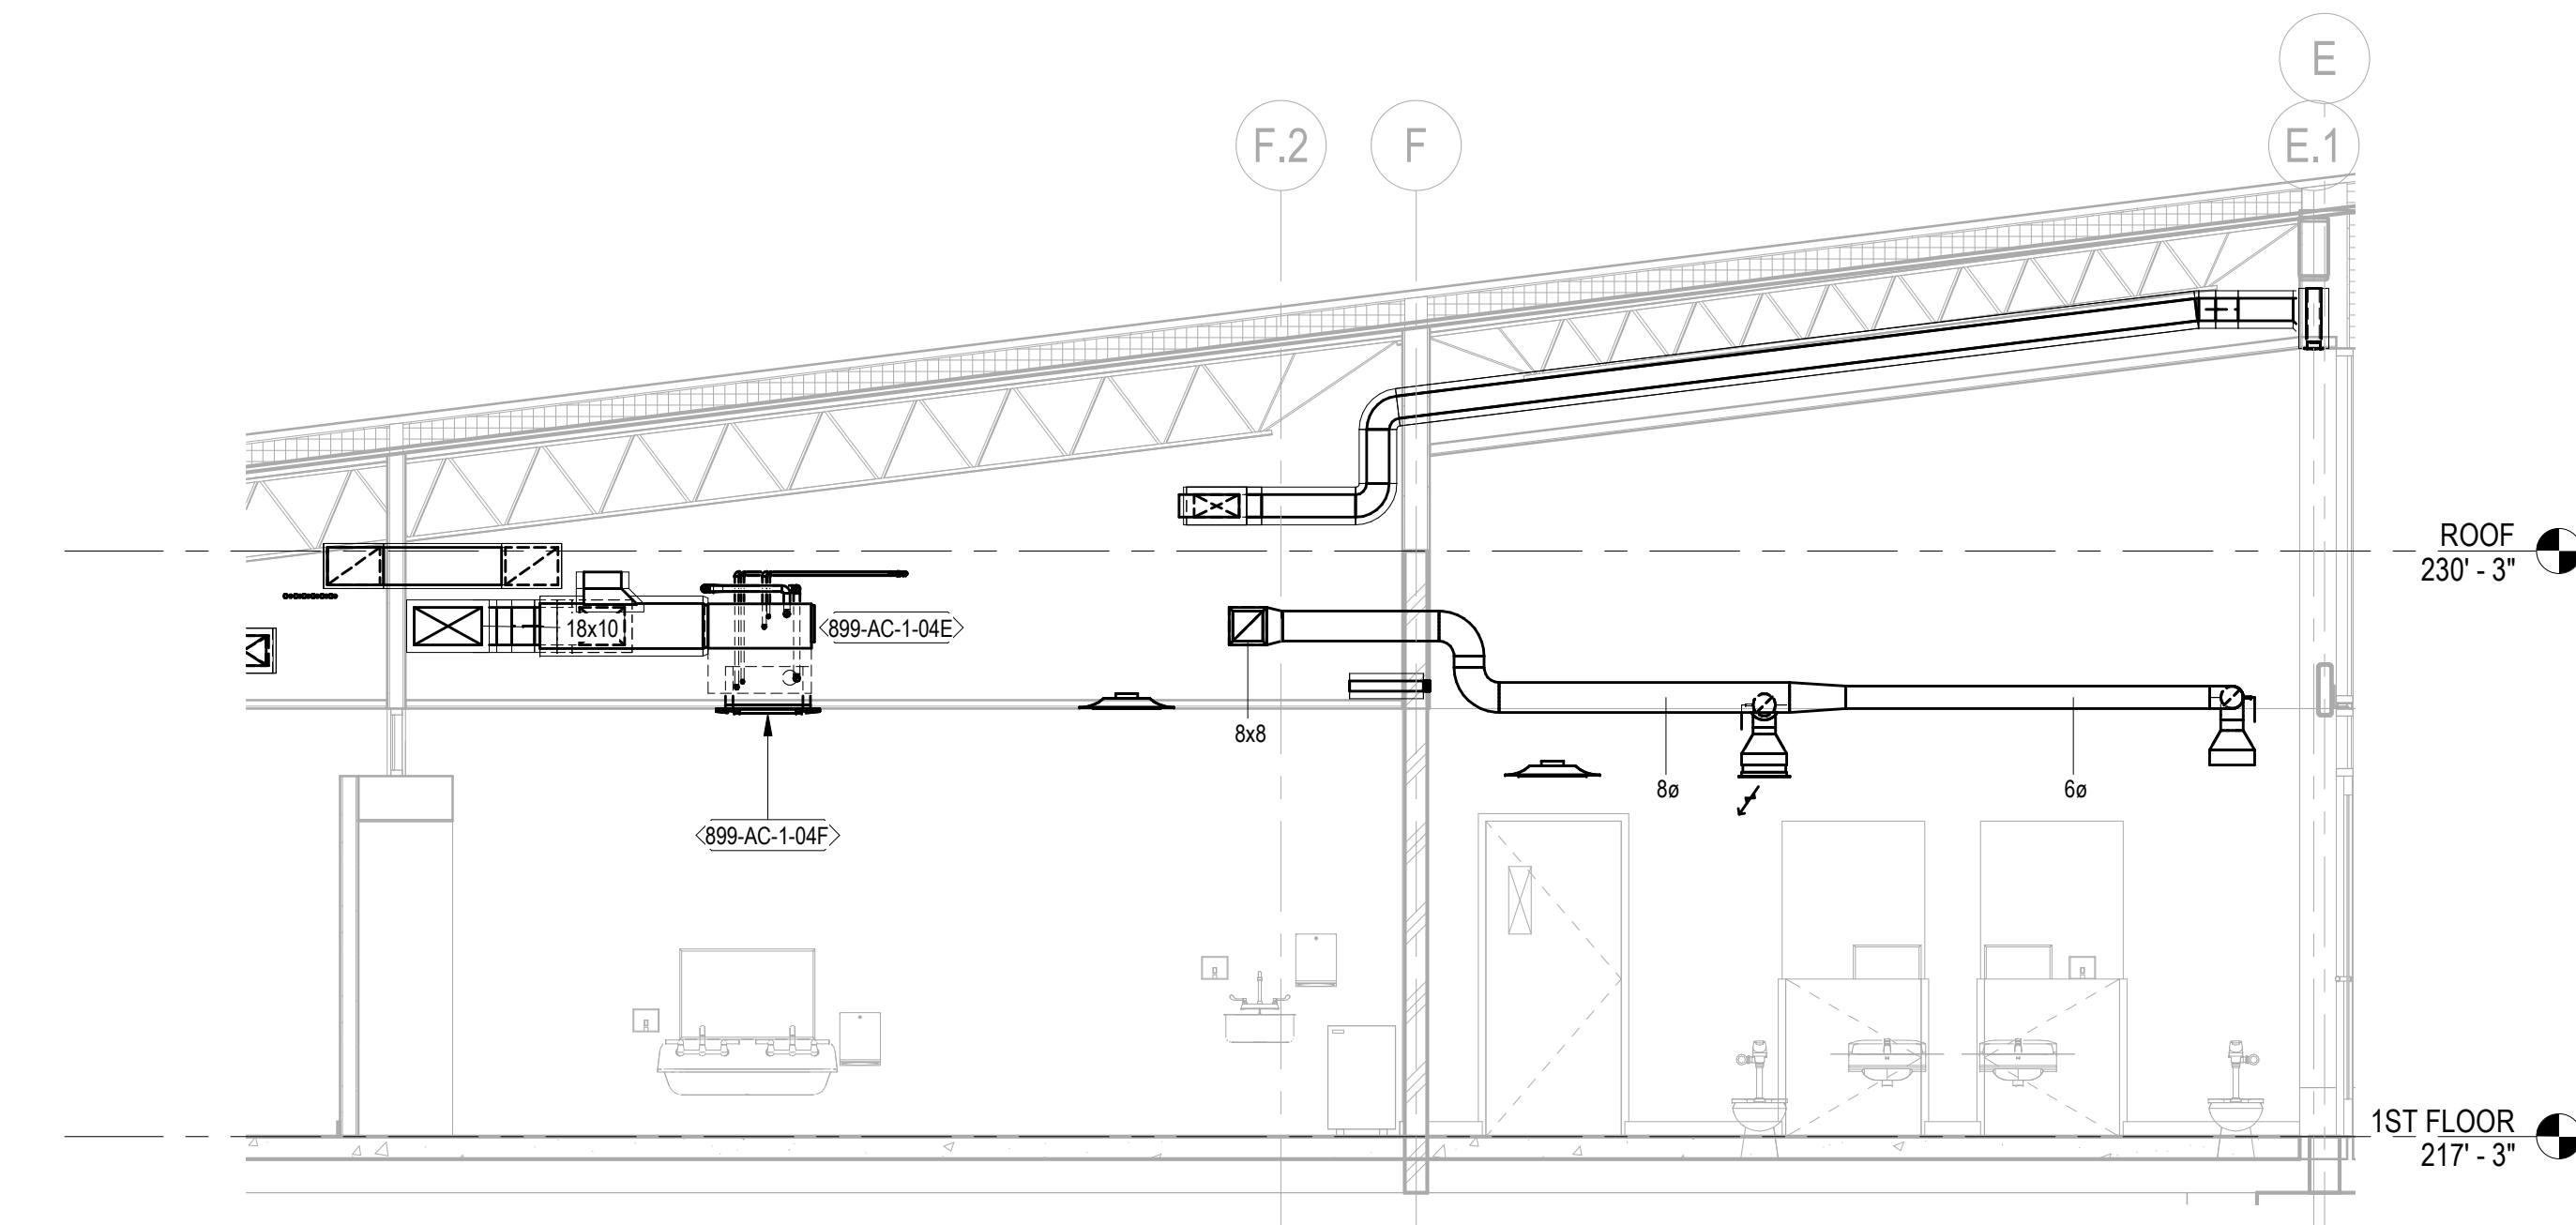 E
F.2
F
E.1
ROOF
230' - 3"
18x10
899-AC-1-04E
8x8
8ø
6ø
899-AC-1-04F
1ST FLOOR
217' - 3"